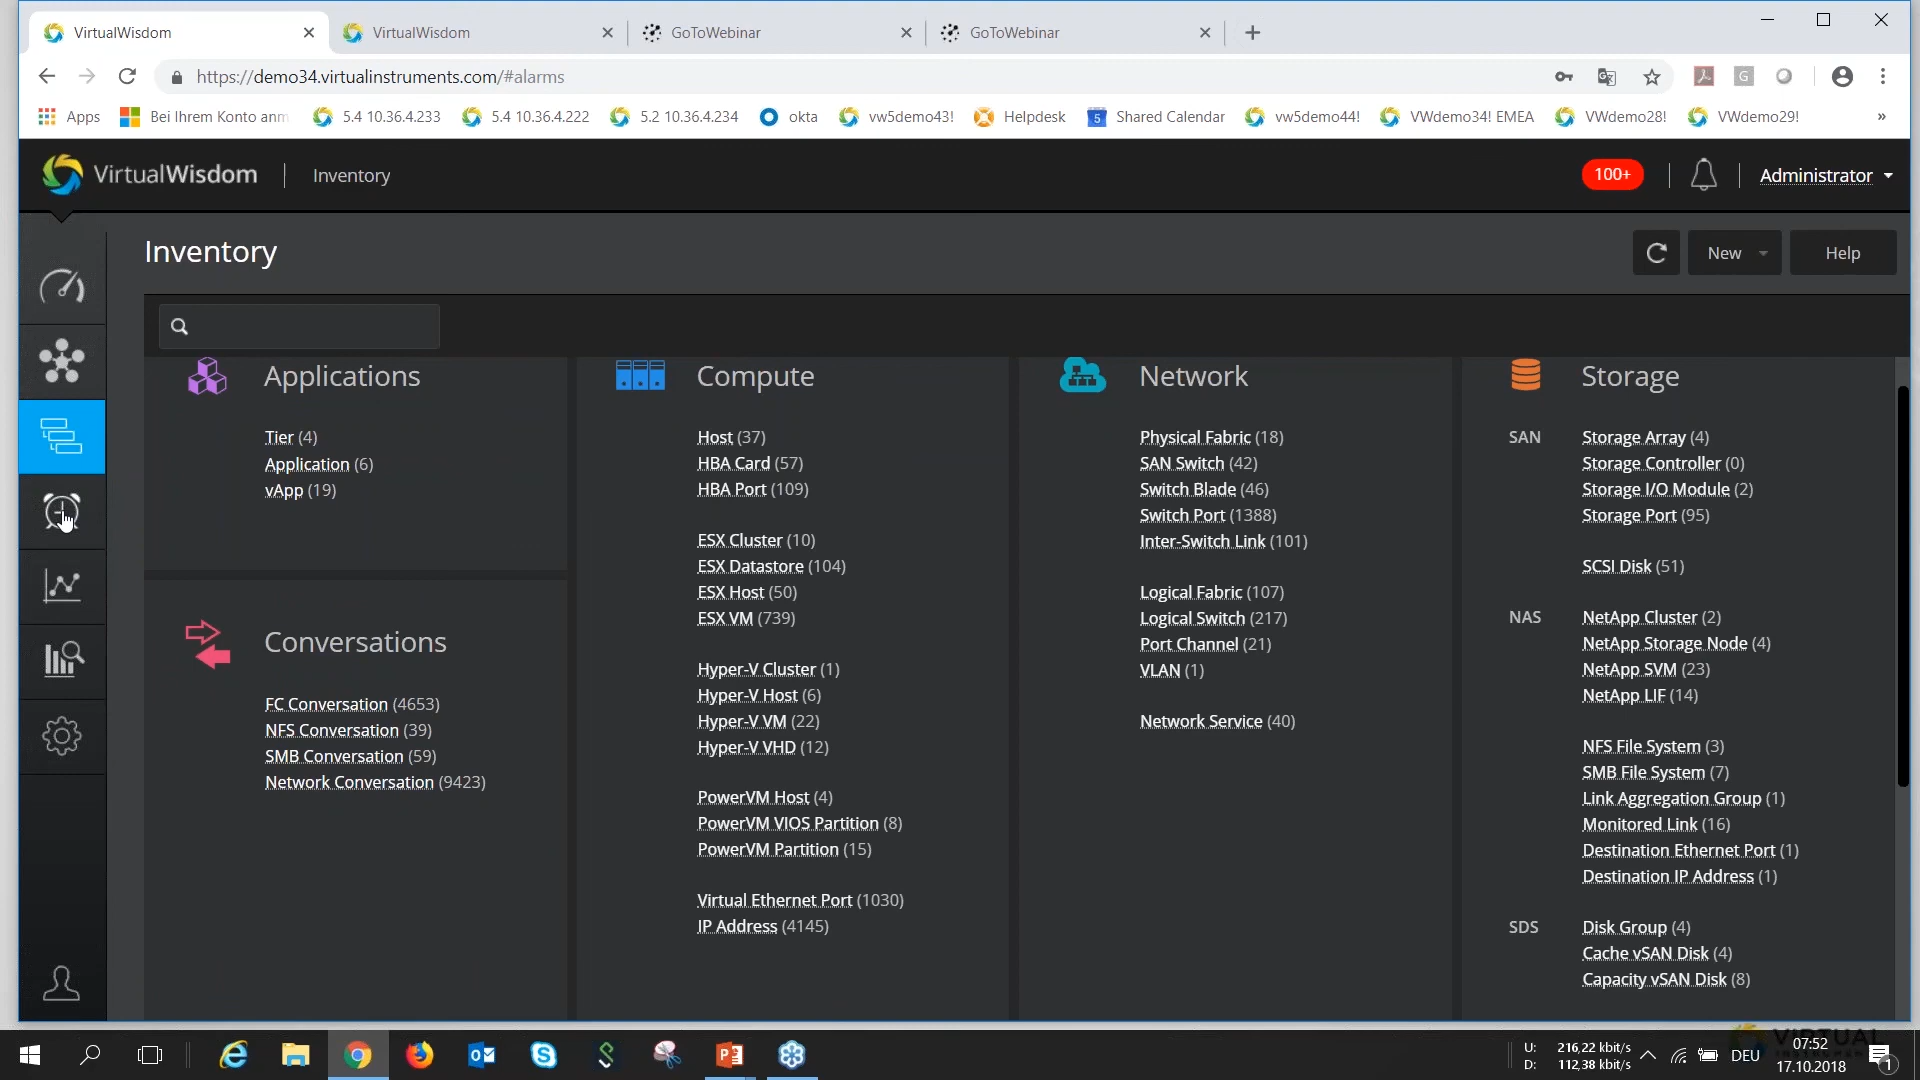 VirtualWisdom
VirtualWisdom
GoToWebinar
GoToWebinar
https://demo34.virtualinstruments.com/#alarms
Apps
Bei Ihrem Konto anm
5.4 10.36.4.233
5.4 10.36.4.222
5.2 10.36.4.234
okta
vw5demo43!
Helpdesk
5
Shared Calendar
vw5demo44!
VWdemo34! EMEA
VWdemo28!
VWdemo29!
»
VirtualWisdom
Inventory
100+
Administrator
Inventory
New
Help
Applications
Tier (4)
Application (6)
vApp (19)
Conversations
FC Conversation (4653)
NFS Conversation (39)
SMB Conversation (59)
Network Conversation (9423)
Compute
Host (37)
HBA Card (57)
HBA Port (109)
ESX Cluster (10)
ESX Datastore (104)
ESX Host (50)
ESX VM (739)
Hyper-V Cluster (1)
Hyper-V Host (6)
Hyper-V VM (22)
Hyper-V VHD (12)
PowerVM Host (4)
PowerVM VIOS Partition (8)
PowerVM Partition (15)
Virtual Ethernet Port (1030)
IP Address (4145)
Network
Physical Fabric (18)
SAN Switch (42)
Switch Blade (46)
Switch Port (1388)
Inter-Switch Link (101)
Logical Fabric (107)
Logical Switch (217)
Port Channel (21)
VLAN (1)
Network Service (40)
Storage
SAN
Storage Array (4)
Storage Controller (0)
Storage I/O Module (2)
Storage Port (95)
SCSI Disk (51)
NAS
NetApp Cluster (2)
NetApp Storage Node (4)
NetApp SVM (23)
NetApp LIF (14)
NFS File System (3)
SMB File System (7)
Link Aggregation Group (1)
Monitored Link (16)
Destination Ethernet Port (1)
Destination IP Address (1)
SDS
Disk Group (4)
Cache vSAN Disk (4)
Capacity vSAN Disk (8)
U: 216,22 kbit/s
D: 112,38 kbit/s
DEU
07:52
17.10.2018
1
VIRTUAL